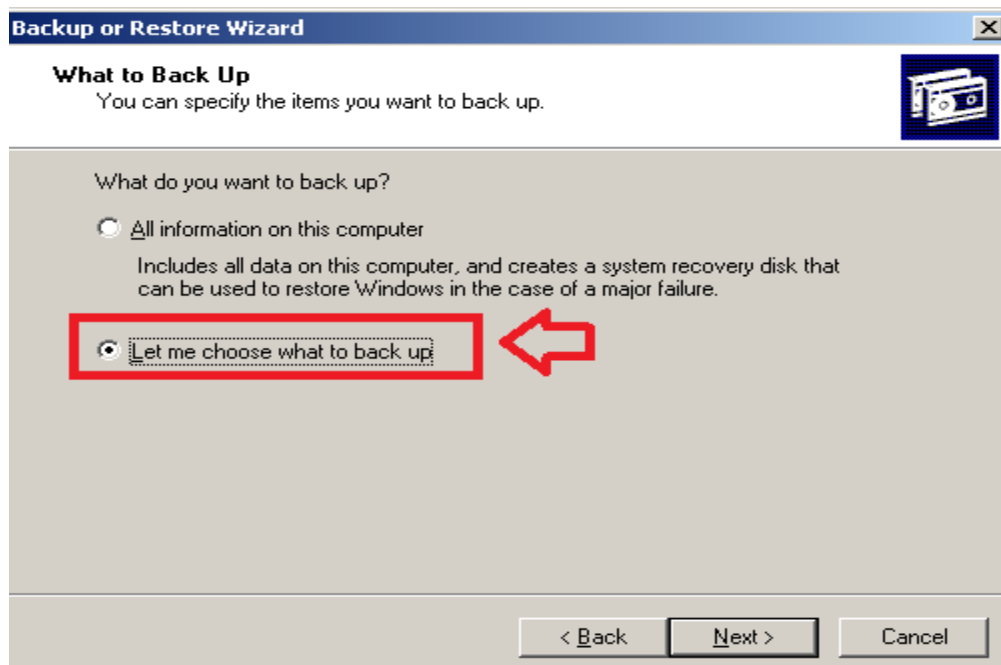 Backup or Restore Wizard
What to Back Up
You can specify the items you want to back up.
What do you want to back up?
All information on this computer
Includes all data on this computer, and creates a system recovery disk that
can be used to restore Windows in the case of a major failure.
Let me choose what to back up
< Back Next > Cancel